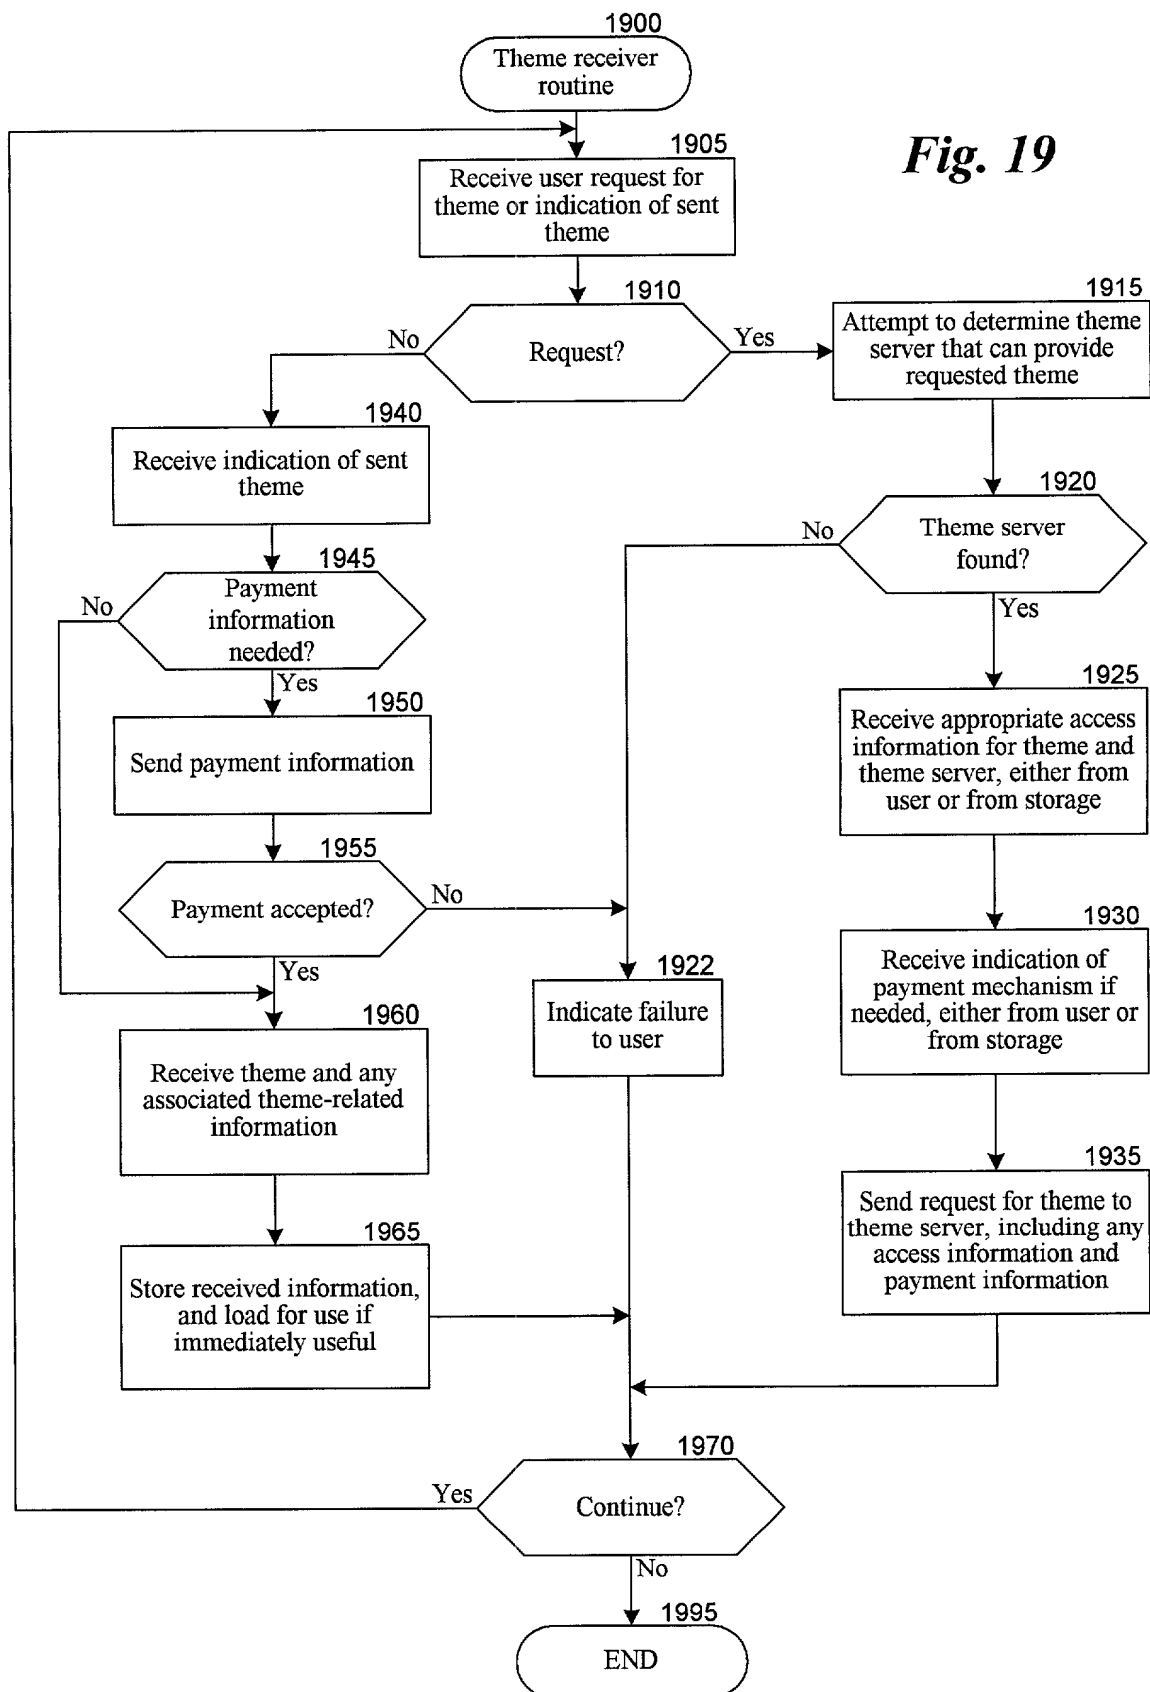 1900
Theme receiver
routine
Fig. 19
1905
Receive user request for
theme or indication of sent
theme
1910
Request?
No
Yes
1915
Attempt to determine theme
server that can provide
requested theme
1940
Receive indication of sent
theme
1920
Theme server
found?
No
Yes
1945
Payment
information
needed?
No
Yes
1925
Receive appropriate access
information for theme and
theme server, either from
user or from storage
1950
Send payment information
1955
Payment accepted?
No
Yes
1930
Receive indication of
payment mechanism if
needed, either from user or
from storage
1922
Indicate failure
to user
1960
Receive theme and any
associated theme-related
information
1935
Send request for theme to
theme server, including any
access information and
payment information
1965
Store received information,
and load for use if
immediately useful
1970
Continue?
Yes
No
1995
END